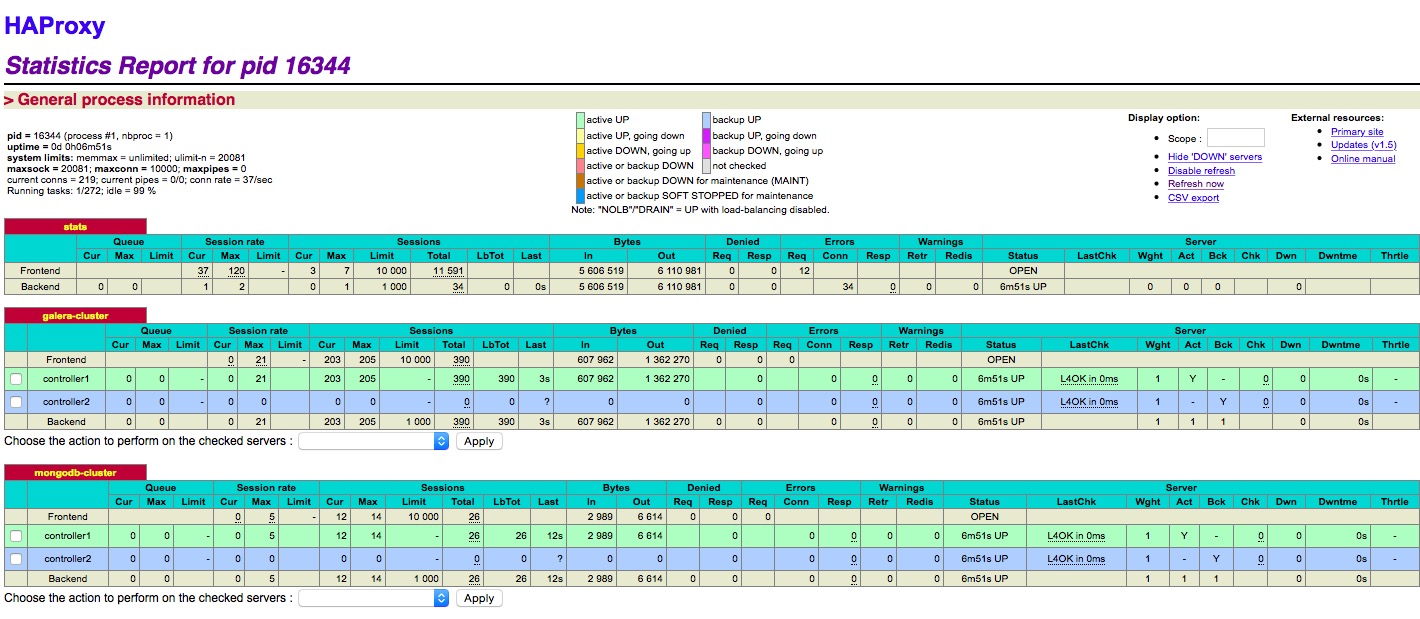 HAProxy
Statistics Report for pid 16344
> General process information
pid = 16344 (process #1, nbproc = 1)
uptime = 0d 0h06m51s
system limits: memmax = unlimited; ulimit-n = 20081
maxsock = 20081; maxconn = 10000; maxpipes = 0
current conns = 219; current pipes = 0/0; conn rate = 37/sec
Running tasks: 1/272; idle = 99 %
active UP backup UP
active UP, going down backup UP, going down
active DOWN, going up backup DOWN, going up
active or backup DOWN not checked
active or backup DOWN for maintenance (MAINT)
active or backup SOFT STOPPED for maintenance
Note: "NOLB"/"DRAIN" = UP with load-balancing disabled.
Display option:
• Scope :
• Hide 'DOWN' servers
• Disable refresh
• Refresh now
• CSV export
External resources:
• Primary site
• Updates (v1.5)
• Online manual
stats
Queue Session rate Sessions Bytes Denied Errors Warnings Server
Cur Max Limit Cur Max Limit Cur Max Limit Total LbTot Last In Out Req Resp Req Conn Resp Retr Redis Status LastChk Wght Act Bck Chk Dwn Dwntme Thrtle
Frontend 37 120 - 3 7 10 000 11 591 5 606 519 6 110 981 0 0 12 OPEN
Backend 0 0 1 2 0 1 1 000 34 0 0s 5 606 519 6 110 981 0 0 34 0 0 0 6m51s UP 0 0 0 0
galera-cluster
Queue Session rate Sessions Bytes Denied Errors Warnings Server
Cur Max Limit Cur Max Limit Cur Max Limit Total LbTot Last In Out Req Resp Req Conn Resp Retr Redis Status LastChk Wght Act Bck Chk Dwn Dwntme Thrtle
Frontend 0 21 - 203 205 10 000 390 607 962 1 362 270 0 0 0 OPEN
controller1 0 0 - 0 21 203 205 - 390 390 3s 607 962 1 362 270 0 0 0 0 0 6m51s UP L4OK in 0ms 1 Y - 0 0 0s -
controller2 0 0 - 0 0 0 0 - 0 0 ? 0 0 0 0 0 0 0 6m51s UP L4OK in 0ms 1 - Y 0 0 0s -
Backend 0 0 0 21 203 205 1 000 390 390 3s 607 962 1 362 270 0 0 0 0 0 0 6m51s UP 1 1 1 0 0s
Choose the action to perform on the checked servers : Apply
mongodb-cluster
Queue Session rate Sessions Bytes Denied Errors Warnings Server
Cur Max Limit Cur Max Limit Cur Max Limit Total LbTot Last In Out Req Resp Req Conn Resp Retr Redis Status LastChk Wght Act Bck Chk Dwn Dwntme Thrtle
Frontend 0 5 - 12 14 10 000 26 2 989 6 614 0 0 0 OPEN
controller1 0 0 - 0 5 12 14 - 26 26 12s 2 989 6 614 0 0 0 0 0 6m51s UP L4OK in 0ms 1 Y - 0 0 0s -
controller2 0 0 - 0 0 0 0 - 0 0 ? 0 0 0 0 0 0 0 6m51s UP L4OK in 0ms 1 - Y 0 0 0s -
Backend 0 0 0 5 12 14 1 000 26 26 12s 2 989 6 614 0 0 0 0 0 0 6m51s UP 1 1 1 0 0s
Choose the action to perform on the checked servers : Apply